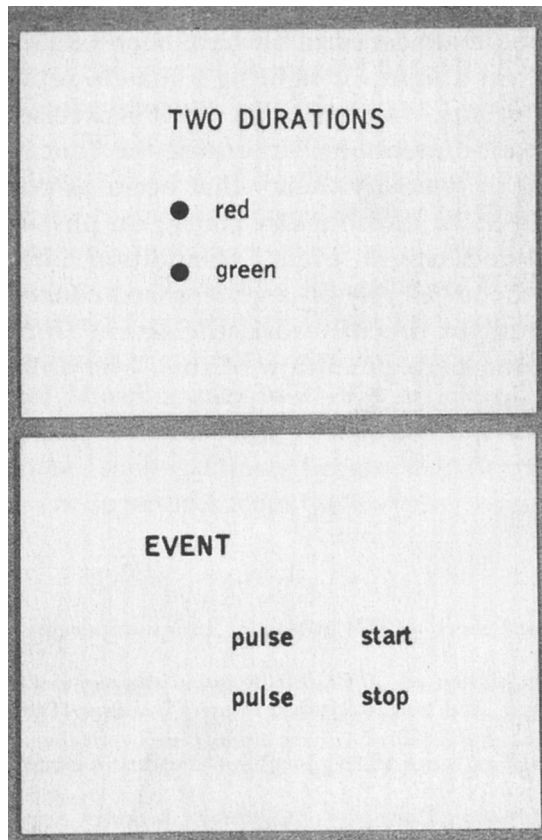 TWO DURATIONS
red
green
EVENT
pulse start
pulse stop